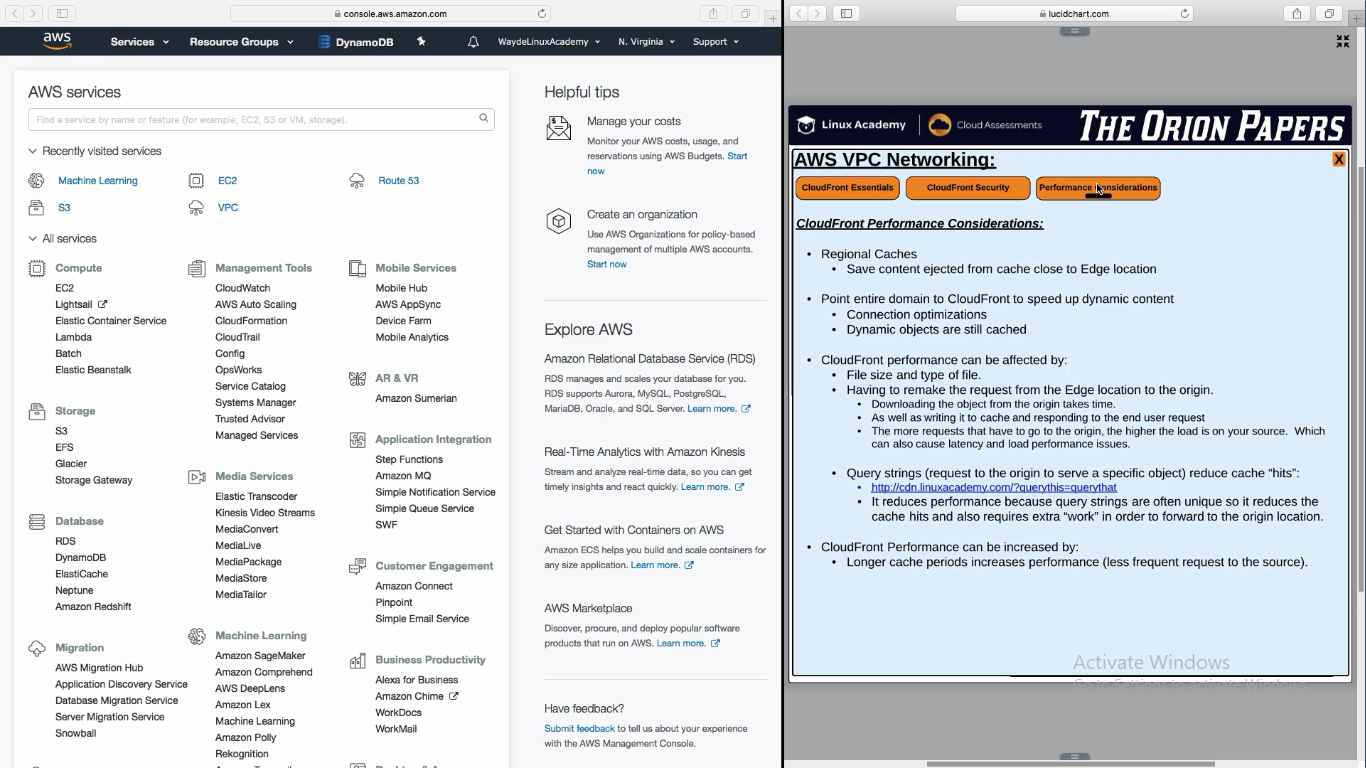 console.aws.amazon.com
lucidchart.com
aws
Services
Resource Groups
DynamoDB
WaydeLinuxAcademy
N. Virginia
Support
AWS services
Find a service by name or feature (for example, EC2, S3 or VM, storage).
Recently visited services
Machine Learning
EC2
Route 53
S3
VPC
All services
Compute
EC2
Lightsail
Elastic Container Service
Lambda
Batch
Elastic Beanstalk
Storage
S3
EFS
Glacier
Storage Gateway
Database
RDS
DynamoDB
ElastiCache
Neptune
Amazon Redshift
Migration
AWS Migration Hub
Application Discovery Service
Database Migration Service
Server Migration Service
Snowball
Management Tools
CloudWatch
AWS Auto Scaling
CloudFormation
CloudTrail
Config
OpsWorks
Service Catalog
Systems Manager
Trusted Advisor
Managed Services
Media Services
Elastic Transcoder
Kinesis Video Streams
MediaConvert
MediaLive
MediaPackage
MediaStore
MediaTailor
Machine Learning
Amazon SageMaker
Amazon Comprehend
AWS DeepLens
Amazon Lex
Machine Learning
Amazon Polly
Rekognition
Mobile Services
Mobile Hub
AWS AppSync
Device Farm
Mobile Analytics
AR & VR
Amazon Sumerian
Application Integration
Step Functions
Amazon MQ
Simple Notification Service
Simple Queue Service
SWF
Customer Engagement
Amazon Connect
Pinpoint
Simple Email Service
Business Productivity
Alexa for Business
Amazon Chime
WorkDocs
WorkMail
Helpful tips
Manage your costs
Monitor your AWS costs, usage, and
reservations using AWS Budgets. Start
now
Create an organization
Use AWS Organizations for policy-based
management of multiple AWS accounts.
Start now
Explore AWS
Amazon Relational Database Service (RDS)
RDS manages and scales your database for you.
RDS supports Aurora, MySQL, PostgreSQL,
MariaDB, Oracle, and SQL Server. Learn more.
Real-Time Analytics with Amazon Kinesis
Stream and analyze real-time data, so you can get
timely insights and react quickly. Learn more.
Get Started with Containers on AWS
Amazon ECS helps you build and scale containers for
any size application. Learn more.
AWS Marketplace
Discover, procure, and deploy popular software
products that run on AWS. Learn more.
Have feedback?
Submit feedback to tell us about your experience
with the AWS Management Console.
Linux Academy
Cloud Assessments
THE ORION PAPERS
AWS VPC Networking:
X
CloudFront Essentials
CloudFront Security
Performance Considerations
CloudFront Performance Considerations:
• Regional Caches
• Save content ejected from cache close to Edge location
• Point entire domain to CloudFront to speed up dynamic content
• Connection optimizations
• Dynamic objects are still cached
• CloudFront performance can be affected by:
• File size and type of file.
• Having to remake the request from the Edge location to the origin.
• Downloading the object from the origin takes time.
• As well as writing it to cache and responding to the end user request
• The more requests that have to go to the origin, the higher the load is on your source. Which
can also cause latency and load performance issues.
• Query strings (request to the origin to serve a specific object) reduce cache “hits”:
• http://cdn.linuxacademy.com/?querythis=querythat
• It reduces performance because query strings are often unique so it reduces the
cache hits and also requires extra “work” in order to forward to the origin location.
• CloudFront Performance can be increased by:
• Longer cache periods increases performance (less frequent request to the source).
Activate Windows
Go to Settings to activate Windows.